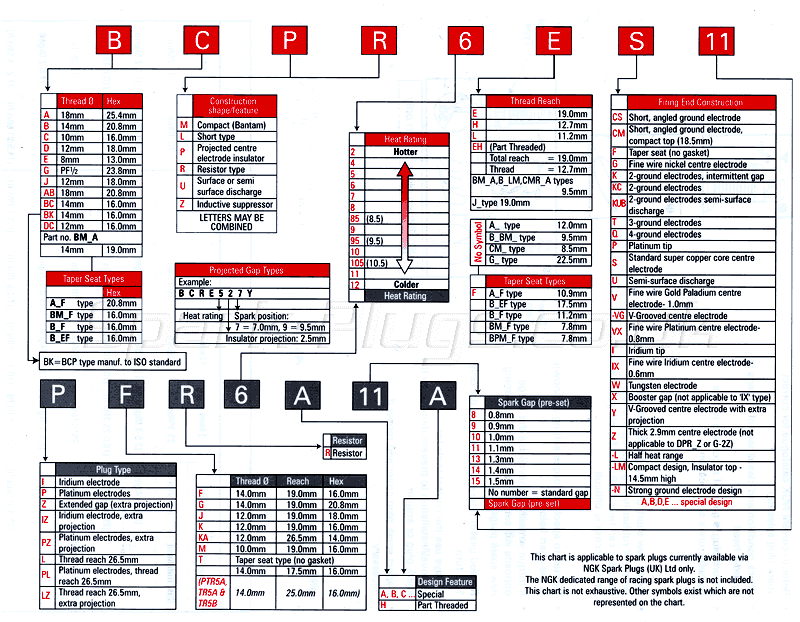 B C P R 6 E S 11
Thread Ø Hex
A 18mm 25.4mm
B 14mm 20.8mm
C 10mm 16.0mm
D 12mm 18.0mm
E 8mm 13.0mm
G PF½ 23.8mm
J 12mm 18.0mm
AB 18mm 20.8mm
BC 14mm 16.0mm
BK 14mm 16.0mm
DC 12mm 16.0mm
Part no. BM_A
14mm 19.0mm
Taper Seat Types
Hex
A_F type 20.8mm
BM_F type 16.0mm
B_F type 16.0mm
B_EF type 16.0mm
BK=BCP type manuf. to ISO standard
Construction
shape/feature
M Compact (Bantam)
L Short type
P Projected centre
electrode insulator
R Resistor type
U Surface or semi
surface discharge
Z Inductive suppressor
LETTERS MAY BE
COMBINED
Projected Gap Types
Example:
B C R E 5 2 7 Y
Heat rating Spark position:
7 = 7.0mm, 9 = 9.5mm
Insulator projection: 2.5mm
Heat Rating
2 Hotter
4
5
6
7
8
85 (8.5)
9
95 (9.5)
10
105 (10.5)
11
12 Colder
Heat Rating
Thread Reach
E 19.0mm
H 12.7mm
L 11.2mm
EH (Part Threaded)
Total reach = 19.0mm
Thread = 12.7mm
BM_A,B_LM,CMR_A types
9.5mm
J_type 19.0mm
No Symbol
A_ type 12.0mm
B_BM_ type 9.5mm
CM_ type 8.5mm
G_ type 22.5mm
Taper Seat Types
F A_F type 10.9mm
B_EF type 17.5mm
B_F type 11.2mm
BM_F type 7.8mm
BPM_F type 7.8mm
Firing End Construction
CS Short, angled ground electrode
CM Short, angled ground electrode,
compact top (18.5mm)
F Taper seat (no gasket)
G Fine wire nickel centre electrode
K 2-ground electrodes, intermittent gap
KC 2-ground electrodes
KUB 2-ground electrodes semi-surface
discharge
T 3-ground electrodes
Q 4-ground electrodes
P Platinum tip
S Standard super copper core centre
electrode
U Semi-surface discharge
V Fine wire Gold Paladium centre
electrode- 1.0mm
-VG V-Grooved centre electrode
VX Fine wire Platinum centre electrode-
0.8mm
I Iridium tip
IX Fine wire Iridium centre electrode-
0.6mm
W Tungsten electrode
X Booster gap (not applicable to 'IX' type)
Y V-Grooved centre electrode with extra
projection
Z Thick 2.9mm centre electrode (not
applicable to DPR_Z or G-2Z)
-L Half heat range
-LM Compact design, Insulator top -
14.5mm high
-N Strong ground electrode design
A,B,D,E ... special design
P F R 6 A 11 A
Plug Type
I Iridium electrode
P Platinum electrodes
Z Extended gap (extra projection)
IZ Iridium electrode, extra
projection
PZ Platinum electrodes, extra
projection
L Thread reach 26.5mm
PL Platinum electrodes, thread
reach 26.5mm
LZ Thread reach 26.5mm,
extra projection
Thread Ø Reach Hex
F 14.0mm 19.0mm 16.0mm
G 14.0mm 19.0mm 20.8mm
J 12.0mm 19.0mm 18.0mm
K 12.0mm 19.0mm 16.0mm
KA 12.0mm 26.5mm 14.0mm
M 10.0mm 19.0mm 16.0mm
T Taper seat type (no gasket)
14.0mm 17.5mm 16.0mm
(PTR5A,
TR5A & 14.0mm 25.0mm 16.0mm)
TR5B
Resistor
R Resistor
Design Feature
A, B, C ... Special
H Part Threaded
Spark Gap (pre-set)
8 0.8mm
9 0.9mm
10 1.0mm
11 1.1mm
13 1.3mm
14 1.4mm
15 1.5mm
No number = standard gap
Spark Gap (pre-set)
This chart is applicable to spark plugs currently available via
NGK Spark Plugs (UK) Ltd only.
The NGK dedicated range of racing spark plugs is not included.
This chart is not exhaustive. Other symbols exist which are not
represented on the chart.